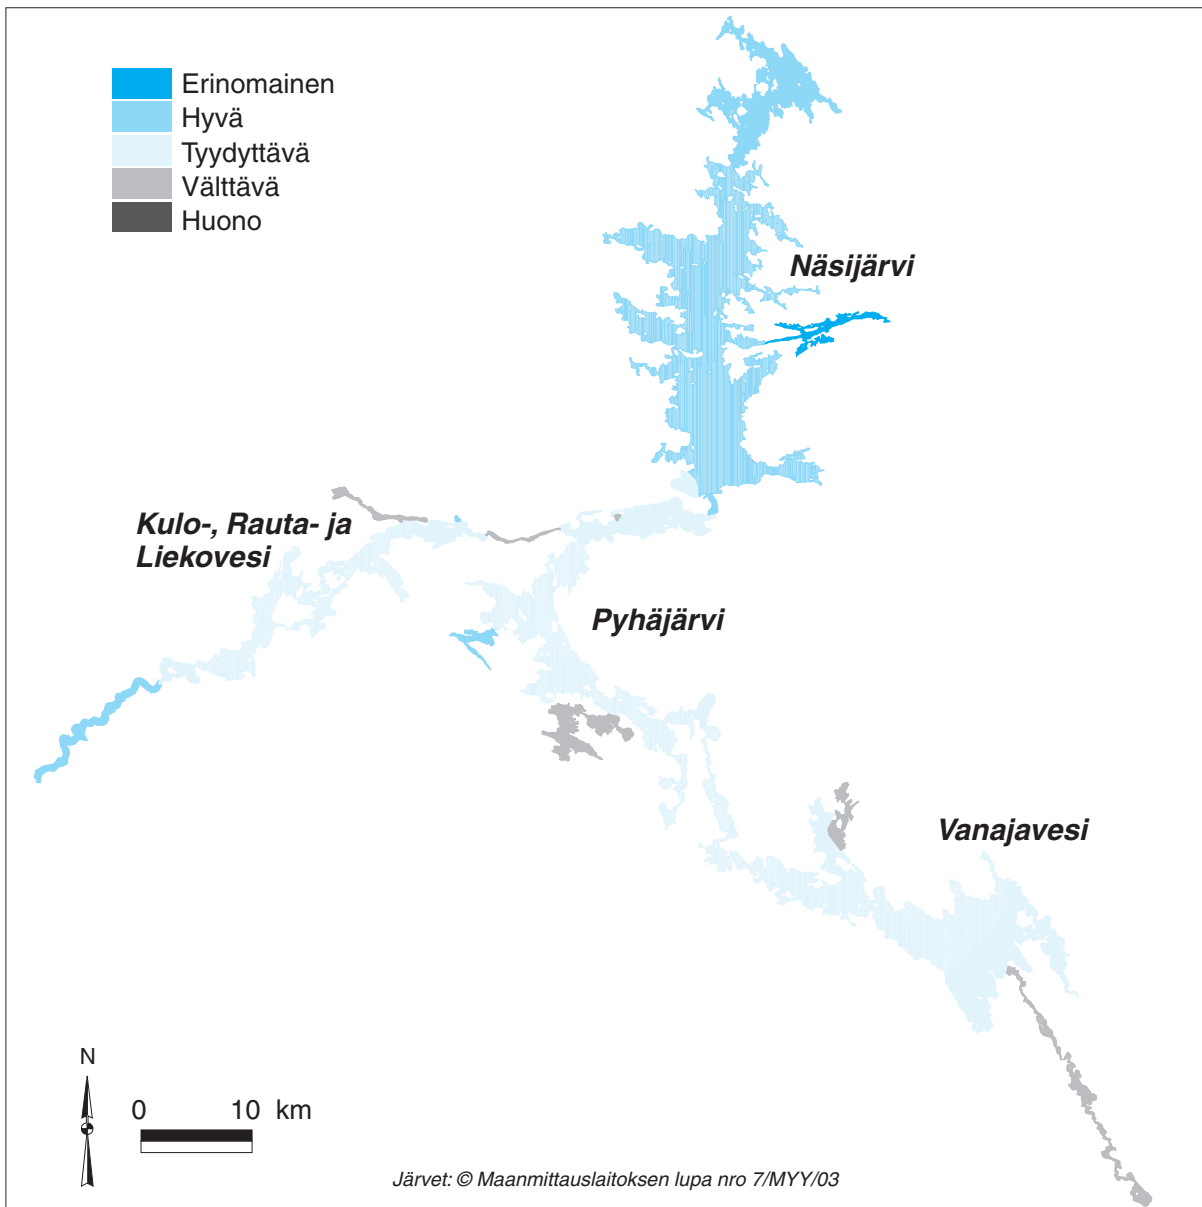 Erinomainen
Hyvä
Tyydyttävä
Välttävä
Huono
Näsijärvi
Kulo-, Rauta- ja
Liekovesi
Pyhäjärvi
Vanajavesi
N
0 10 km
Järvet: © Maanmittauslaitoksen lupa nro 7/MYY/03